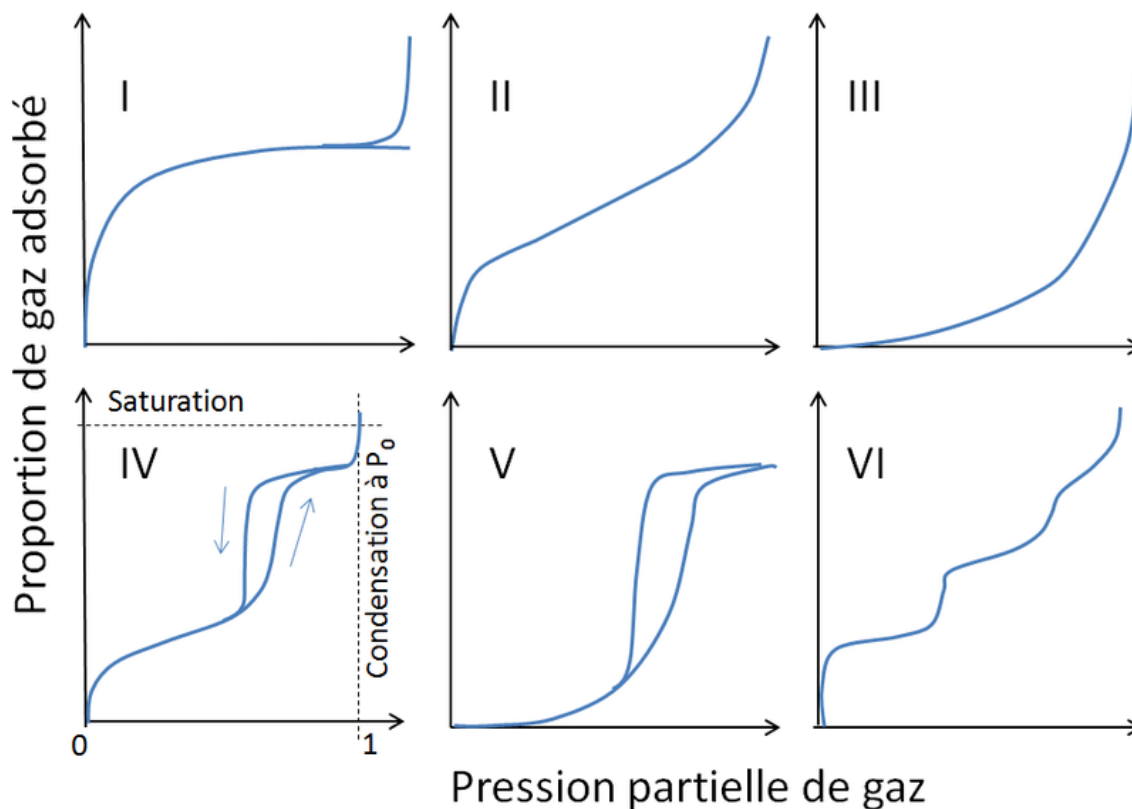 Proportion de gaz adsorbé
I
II
III
Saturation
IV
Condensation à P₀
V
VI
0
1
Pression partielle de gaz